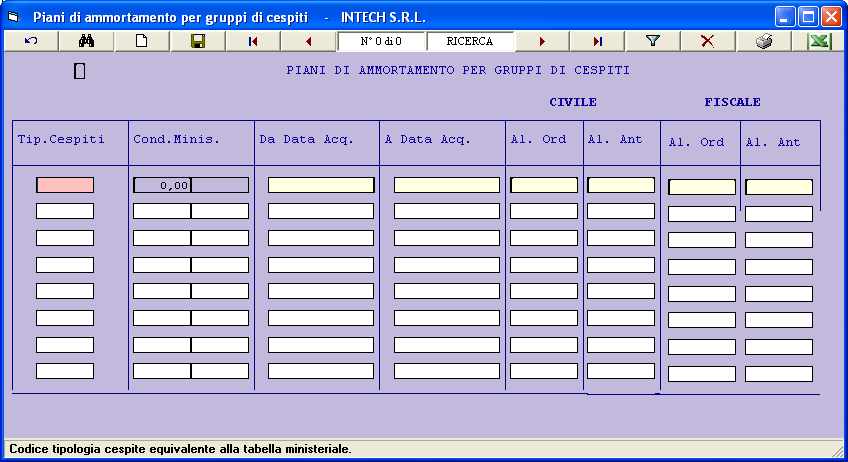 Piani di ammortamento per gruppi di cespiti - INTECH S.R.L.
N° 0 di 0 RICERCA
PIANI DI AMMORTAMENTO PER GRUPPI DI CESPITI
CIVILE FISCALE
Tip.Cespiti Cond.Minis. Da Data Acq. A Data Acq. Al. Ord Al. Ant Al. Ord Al. Ant
0,00
Codice tipologia cespite equivalente alla tabella ministeriale.